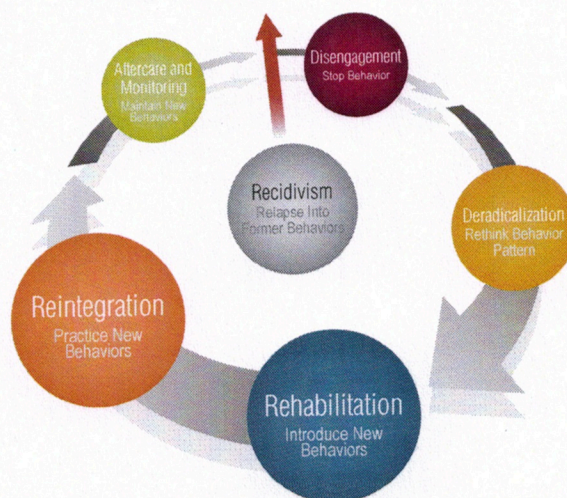 Disengagement
Stop Behavior
Aftercare and
Monitoring
Maintain New
Behaviors
Recidivism
Relapse Into
Former Behaviors
Deradicalization
Rethink Behavior
Pattern
Reintegration
Practice New
Behaviors
Rehabilitation
Introduce New
Behaviors